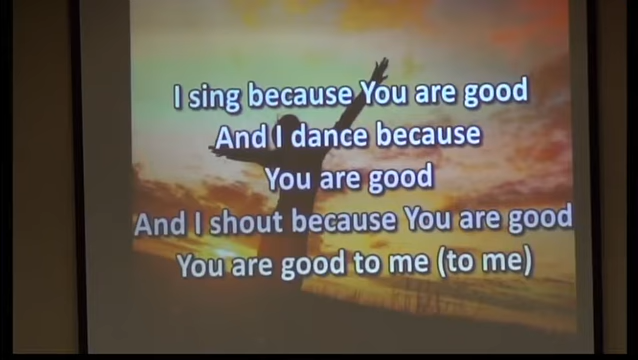 I sing because You are good
And I dance because
You are good
And I shout because You are good
You are good to me (to me)